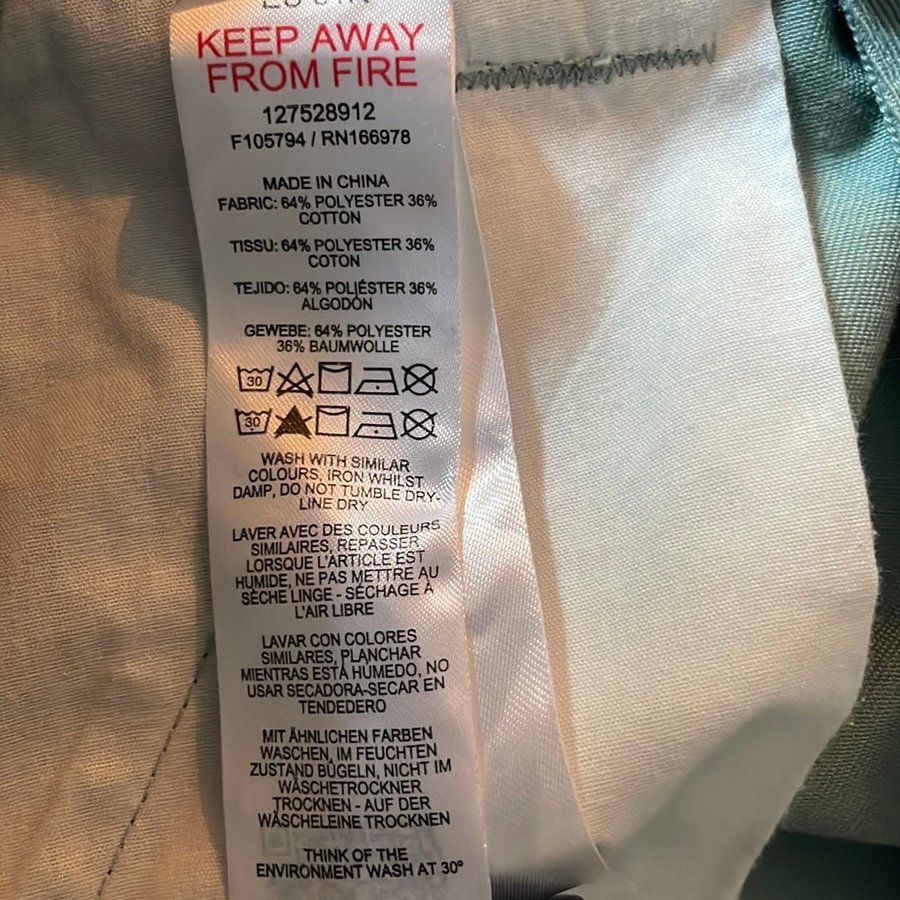 KEEP AWAY
FROM FIRE
127528912
F105794 / RN166978
MADE IN CHINA
FABRIC: 64% POLYESTER 36%
COTTON
TISSU: 64% POLYESTER 36%
COTON
TEJIDO: 64% POLIÉSTER 36%
ALGODÓN
GEWEBE: 64% POLYESTER
36% BAUMWOLLE
30
30
WASH WITH SIMILAR
COLOURS, IRON WHILST
DAMP, DO NOT TUMBLE DRY-
LINE DRY
LAVER AVEC DES COULEURS
SIMILAIRES, REPASSER
LORSQUE L'ARTICLE EST
HUMIDE, NE PAS METTRE AU
SÈCHE LINGE - SÉCHAGE À
L'AIR LIBRE
LAVAR CON COLORES
SIMILARES, PLANCHAR
MIENTRAS ESTÁ HÚMEDO, NO
USAR SECADORA-SECAR EN
TENDEDERO
MIT ÄHNLICHEN FARBEN
WASCHEN, IM FEUCHTEN
ZUSTAND BÜGELN, NICHT IM
WÄSCHETROCKNER
TROCKNEN - AUF DER
WÄSCHELEINE TROCKNEN
THINK OF THE
ENVIRONMENT WASH AT 30º